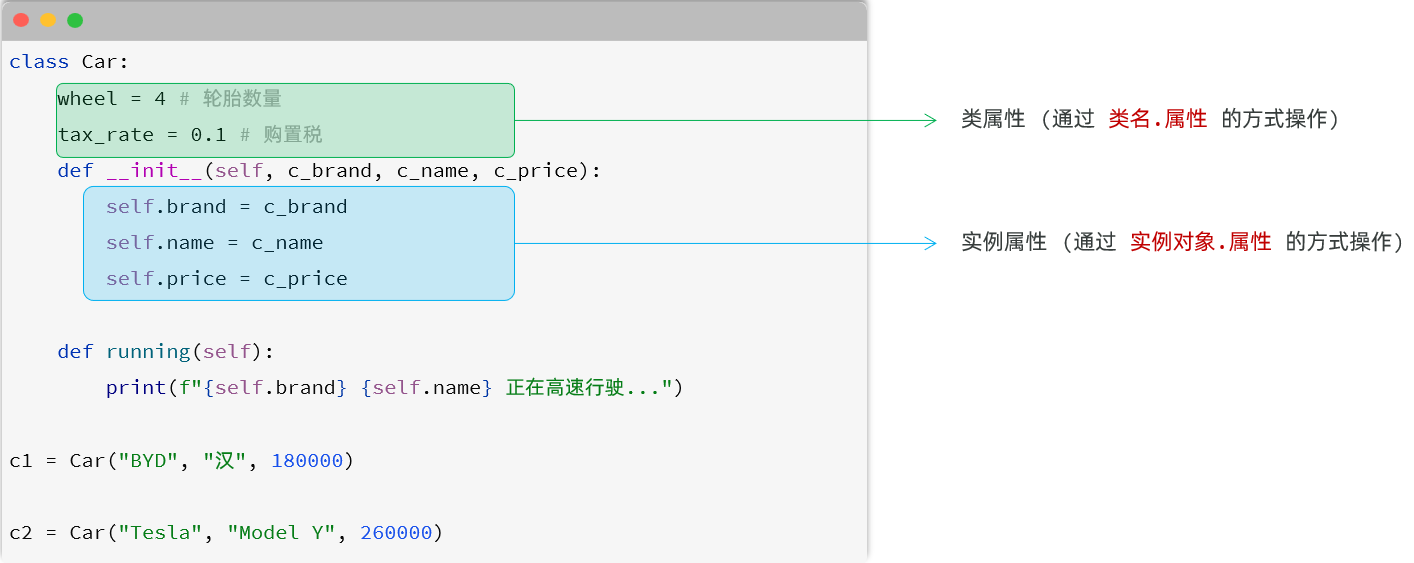 class Car:
    wheel = 4 # 轮胎数量
    tax_rate = 0.1 # 购置税
    def __init__(self, c_brand, c_name, c_price):
        self.brand = c_brand
        self.name = c_name
        self.price = c_price
    def running(self):
        print(f"{self.brand} {self.name} 正在高速行驶...")
c1 = Car("BYD", "汉", 180000)
c2 = Car("Tesla", "Model Y", 260000)
类属性 (通过 类名.属性 的方式操作)
实例属性 (通过 实例对象.属性 的方式操作)